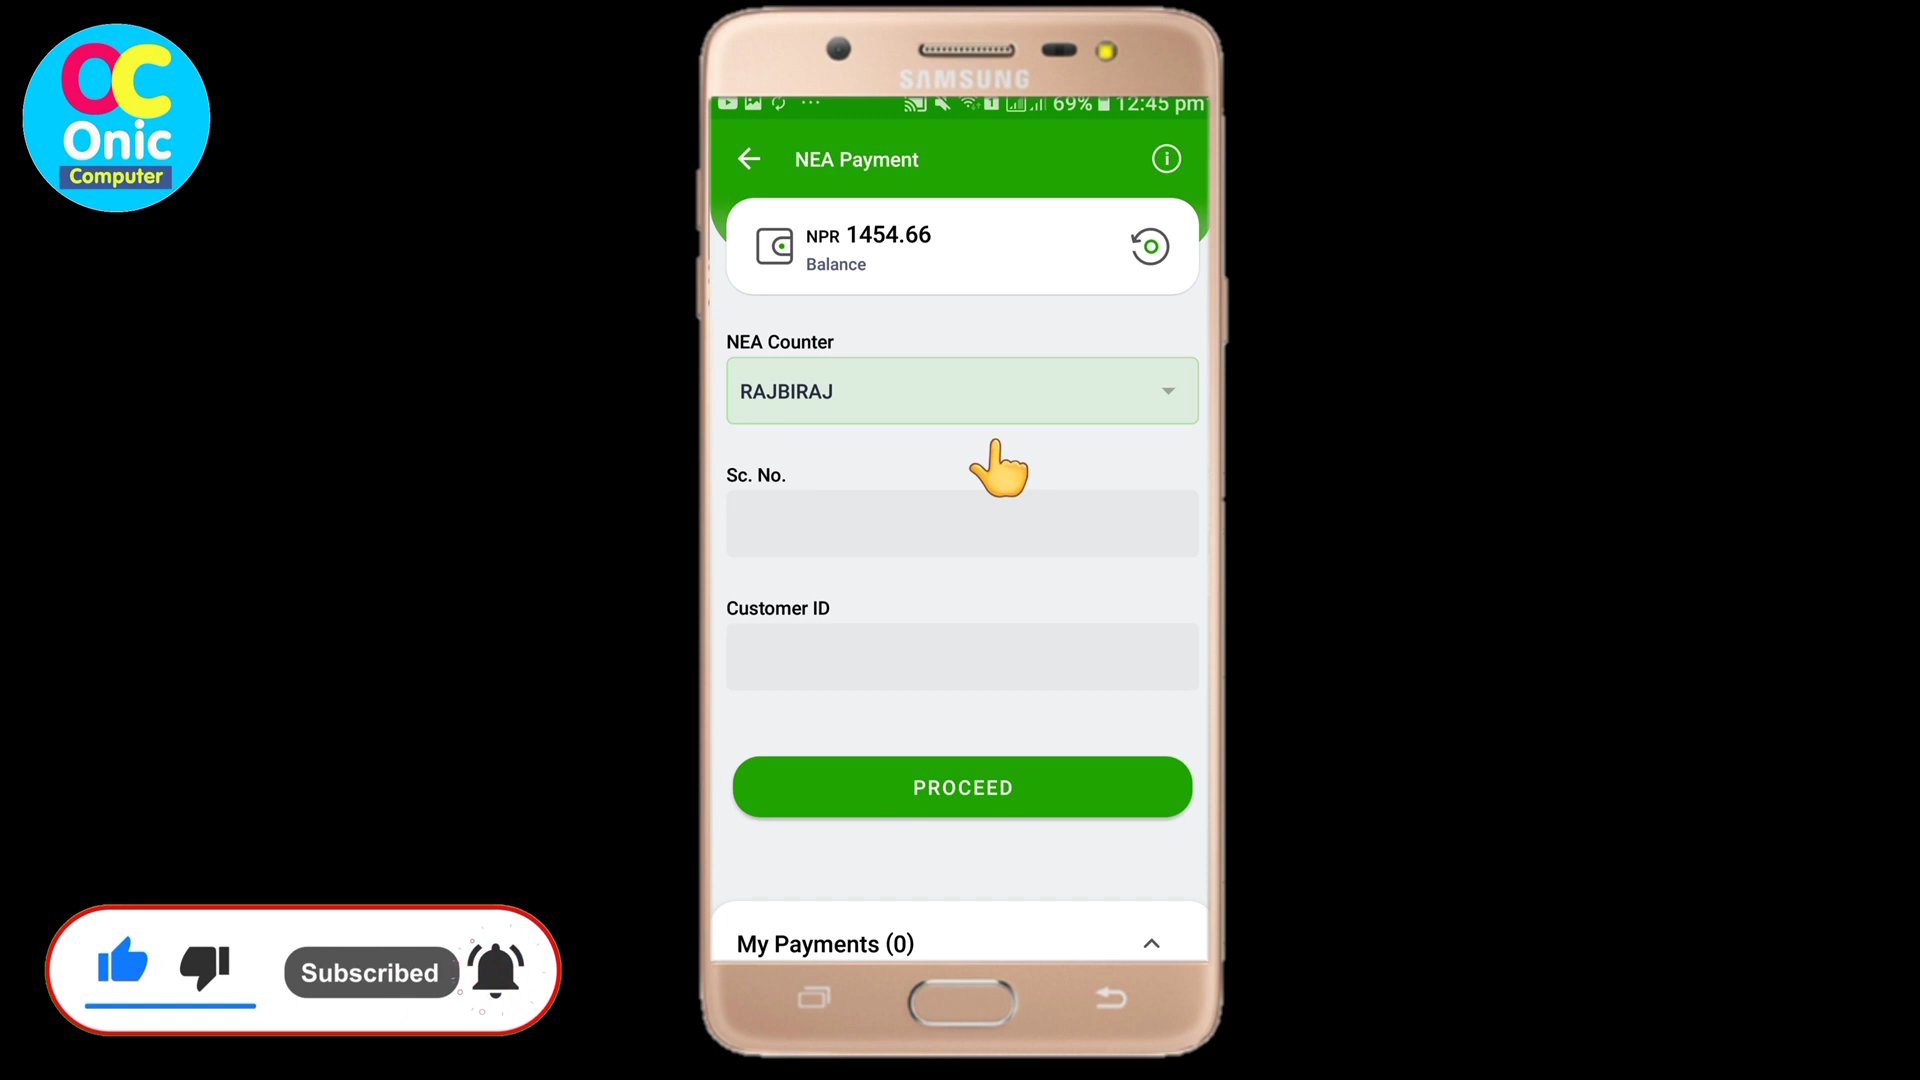 OC
Onic
Computer
SAMSUNG
1 69% 12:45 pm
NEA Payment
NPR 1454.66
Balance
NEA Counter
RAJBIRAJ
Sc. No.
Customer ID
PROCEED
My Payments (0)
Subscribed